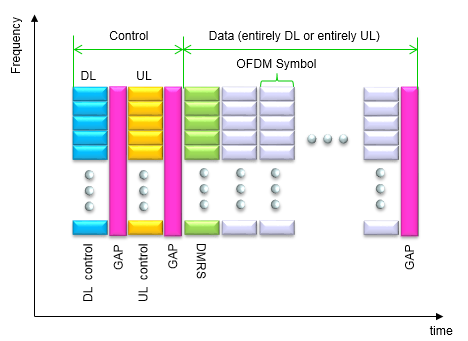 Frequency
Control
Data (entirely DL or entirely UL)
DL
UL
OFDM Symbol
DL control
GAP
UL control
GAP
DMRS
GAP
time